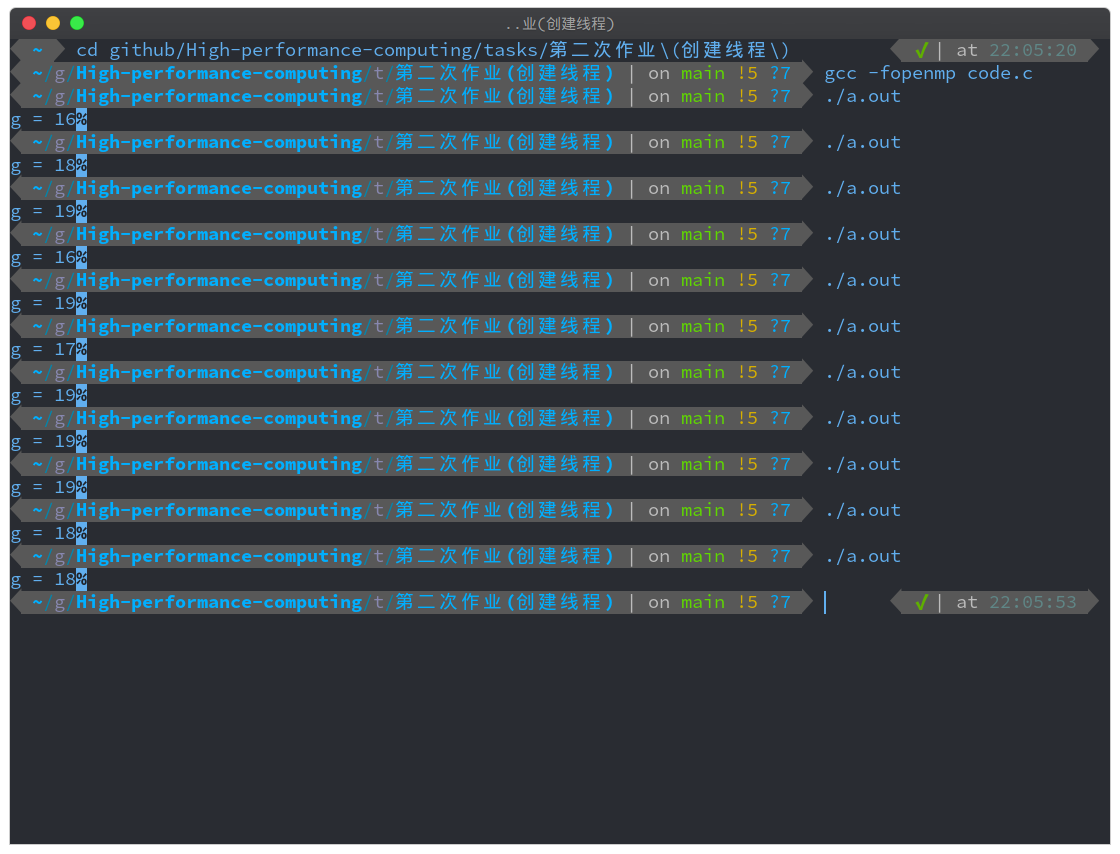 ..业(创建线程)
~ cd github/High-performance-computing/tasks/第二次作业\(创建线程\) ✓ | at 22:05:20
~/g/High-performance-computing/t/第二次作业(创建线程) | on main !5 ?7 gcc -fopenmp code.c
~/g/High-performance-computing/t/第二次作业(创建线程) | on main !5 ?7 ./a.out
g = 16%
~/g/High-performance-computing/t/第二次作业(创建线程) | on main !5 ?7 ./a.out
g = 18%
~/g/High-performance-computing/t/第二次作业(创建线程) | on main !5 ?7 ./a.out
g = 19%
~/g/High-performance-computing/t/第二次作业(创建线程) | on main !5 ?7 ./a.out
g = 16%
~/g/High-performance-computing/t/第二次作业(创建线程) | on main !5 ?7 ./a.out
g = 19%
~/g/High-performance-computing/t/第二次作业(创建线程) | on main !5 ?7 ./a.out
g = 17%
~/g/High-performance-computing/t/第二次作业(创建线程) | on main !5 ?7 ./a.out
g = 19%
~/g/High-performance-computing/t/第二次作业(创建线程) | on main !5 ?7 ./a.out
g = 19%
~/g/High-performance-computing/t/第二次作业(创建线程) | on main !5 ?7 ./a.out
g = 19%
~/g/High-performance-computing/t/第二次作业(创建线程) | on main !5 ?7 ./a.out
g = 18%
~/g/High-performance-computing/t/第二次作业(创建线程) | on main !5 ?7 ./a.out
g = 18%
~/g/High-performance-computing/t/第二次作业(创建线程) | on main !5 ?7 ✓ | at 22:05:53